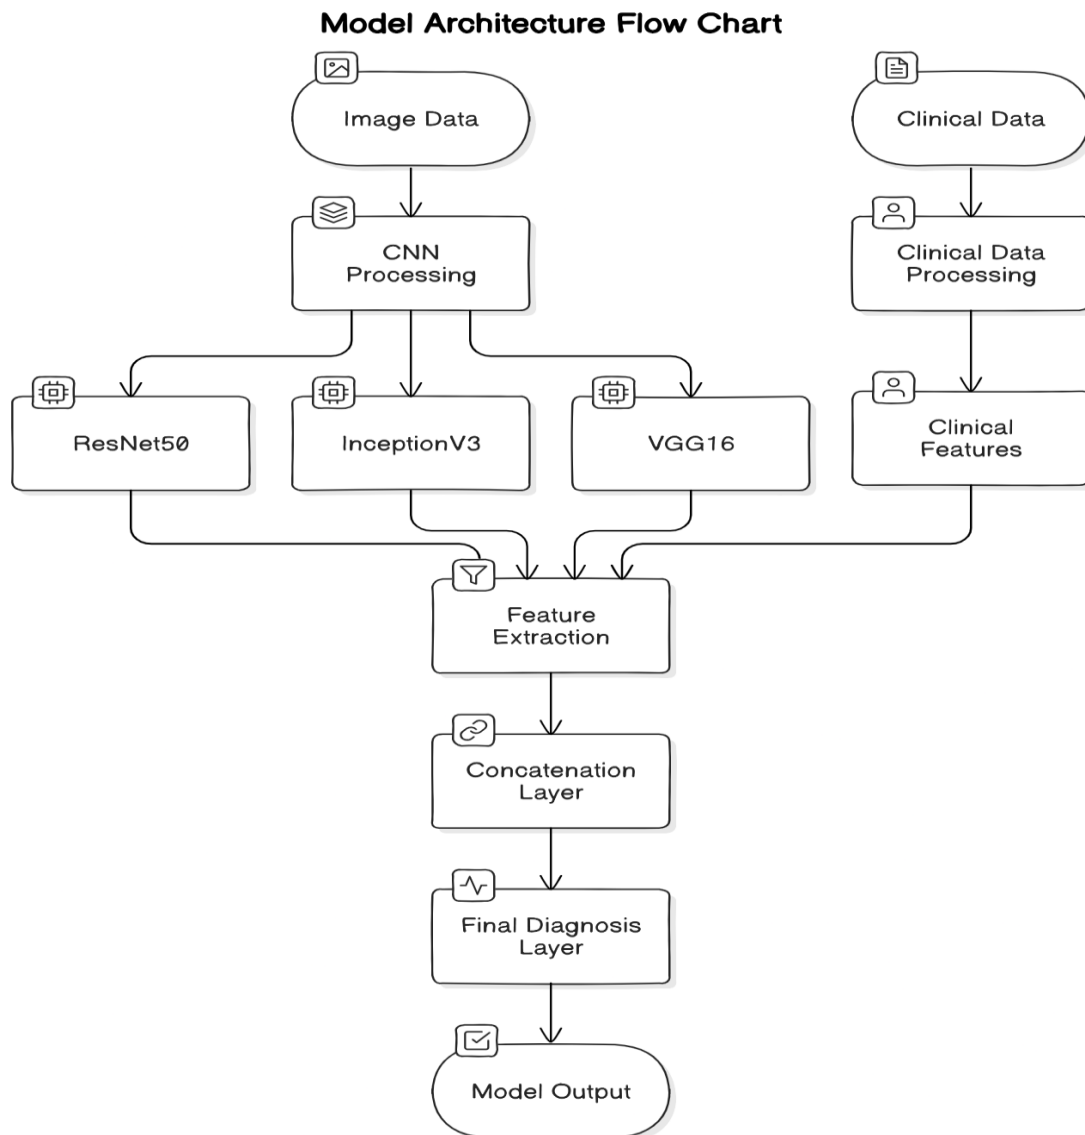 Model Architecture Flow Chart
Image Data
Clinical Data
CNN
Processing
Clinical Data
Processing
ResNet50
InceptionV3
VGG16
Clinical
Features
Feature
Extraction
Concatenation
Layer
Final Diagnosis
Layer
Model Output